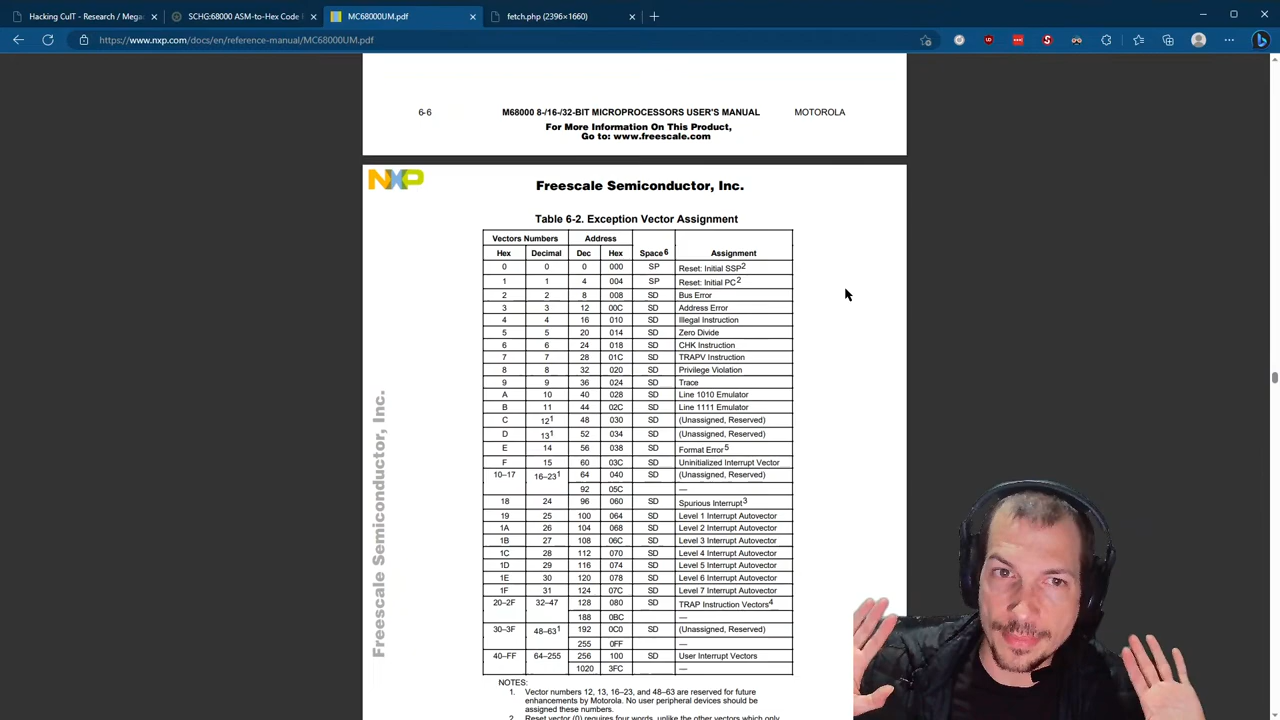 Hacking CuIT - Research / Mega
SCHG:68000 ASM-to-Hex Code
MC68000UM.pdf
fetch.php (2396×1660)
https://www.nxp.com/docs/en/reference-manual/MC68000UM.pdf
6-6 M68000 8-/16-/32-BIT MICROPROCESSORS USER'S MANUAL MOTOROLA
For More Information On This Product,
Go to: www.freescale.com
NXP
Freescale Semiconductor, Inc.
Freescale Semiconductor, Inc.
Table 6-2. Exception Vector Assignment
Vectors Numbers Address
Hex Decimal Dec Hex Space6 Assignment
0 0 0 000 SP Reset: Initial SSP2
1 1 4 004 SP Reset: Initial PC2
2 2 8 008 SD Bus Error
3 3 12 00C SD Address Error
4 4 16 010 SD Illegal Instruction
5 5 20 014 SD Zero Divide
6 6 24 018 SD CHK Instruction
7 7 28 01C SD TRAPV Instruction
8 8 32 020 SD Privilege Violation
9 9 36 024 SD Trace
A 10 40 028 SD Line 1010 Emulator
B 11 44 02C SD Line 1111 Emulator
C 121 48 030 SD (Unassigned, Reserved)
D 131 52 034 SD (Unassigned, Reserved)
E 14 56 038 SD Format Error5
F 15 60 03C SD Uninitialized Interrupt Vector
10–17 16–231 64 040 SD (Unassigned, Reserved)
92 05C —
18 24 96 060 SD Spurious Interrupt3
19 25 100 064 SD Level 1 Interrupt Autovector
1A 26 104 068 SD Level 2 Interrupt Autovector
1B 27 108 06C SD Level 3 Interrupt Autovector
1C 28 112 070 SD Level 4 Interrupt Autovector
1D 29 116 074 SD Level 5 Interrupt Autovector
1E 30 120 078 SD Level 6 Interrupt Autovector
1F 31 124 07C SD Level 7 Interrupt Autovector
20–2F 32–47 128 080 SD TRAP Instruction Vectors4
188 0BC —
30–3F 48–631 192 0C0 SD (Unassigned, Reserved)
255 0FF —
40–FF 64–255 256 100 SD User Interrupt Vectors
1020 3FC —
NOTES:
1. Vector numbers 12, 13, 16–23, and 48–63 are reserved for future
enhancements by Motorola. No user peripheral devices should be
assigned these numbers.
2. Reset vector (0) requires four words, unlike the other vectors which only